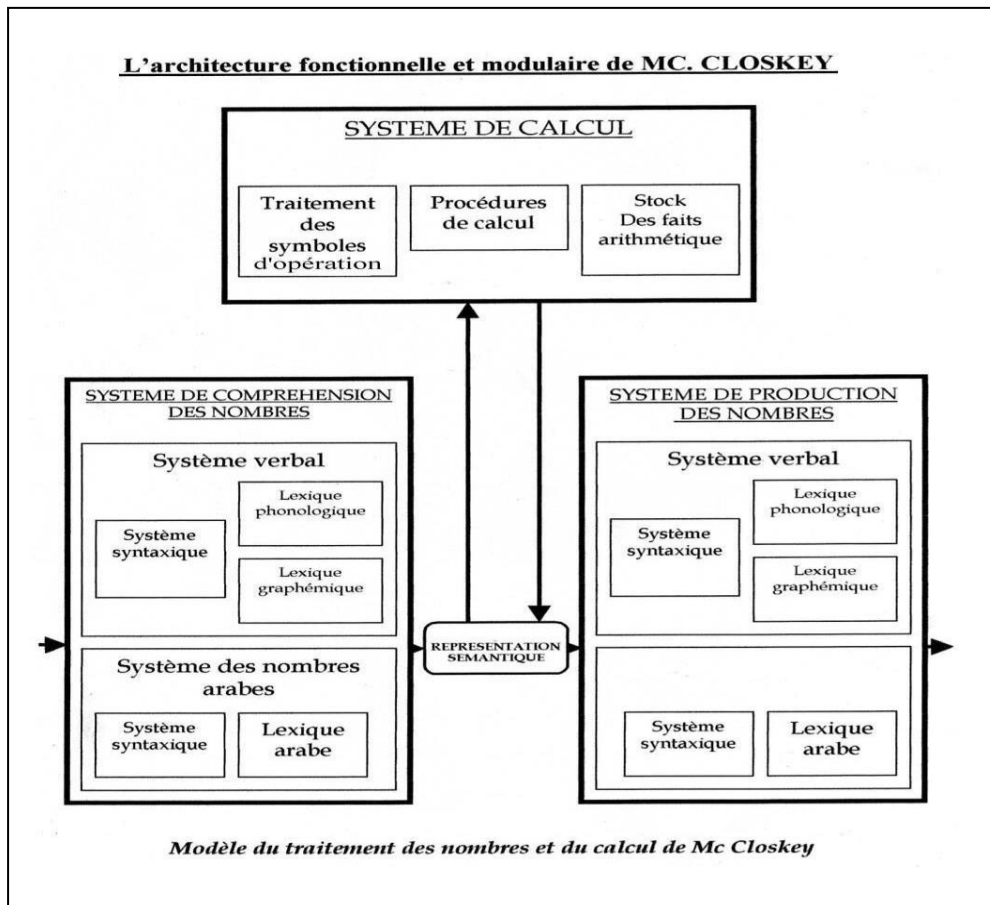 L'architecture fonctionnelle et modulaire de MC. CLOSKEY
SYSTEME DE CALCUL
Traitement
des
symboles
d'opération
Procédures
de calcul
Stock
Des faits
arithmétique
SYSTEME DE COMPREHENSION
DES NOMBRES
Système verbal
Système
syntaxique
Lexique
phonologique
Lexique
graphémique
Système des nombres
arabes
Système
syntaxique
Lexique
arabe
REPRESENTATION
SEMANTIQUE
SYSTEME DE PRODUCTION
DES NOMBRES
Système verbal
Système
syntaxique
Lexique
phonologique
Lexique
graphémique
Système
syntaxique
Lexique
arabe
Modèle du traitement des nombres et du calcul de Mc Closkey